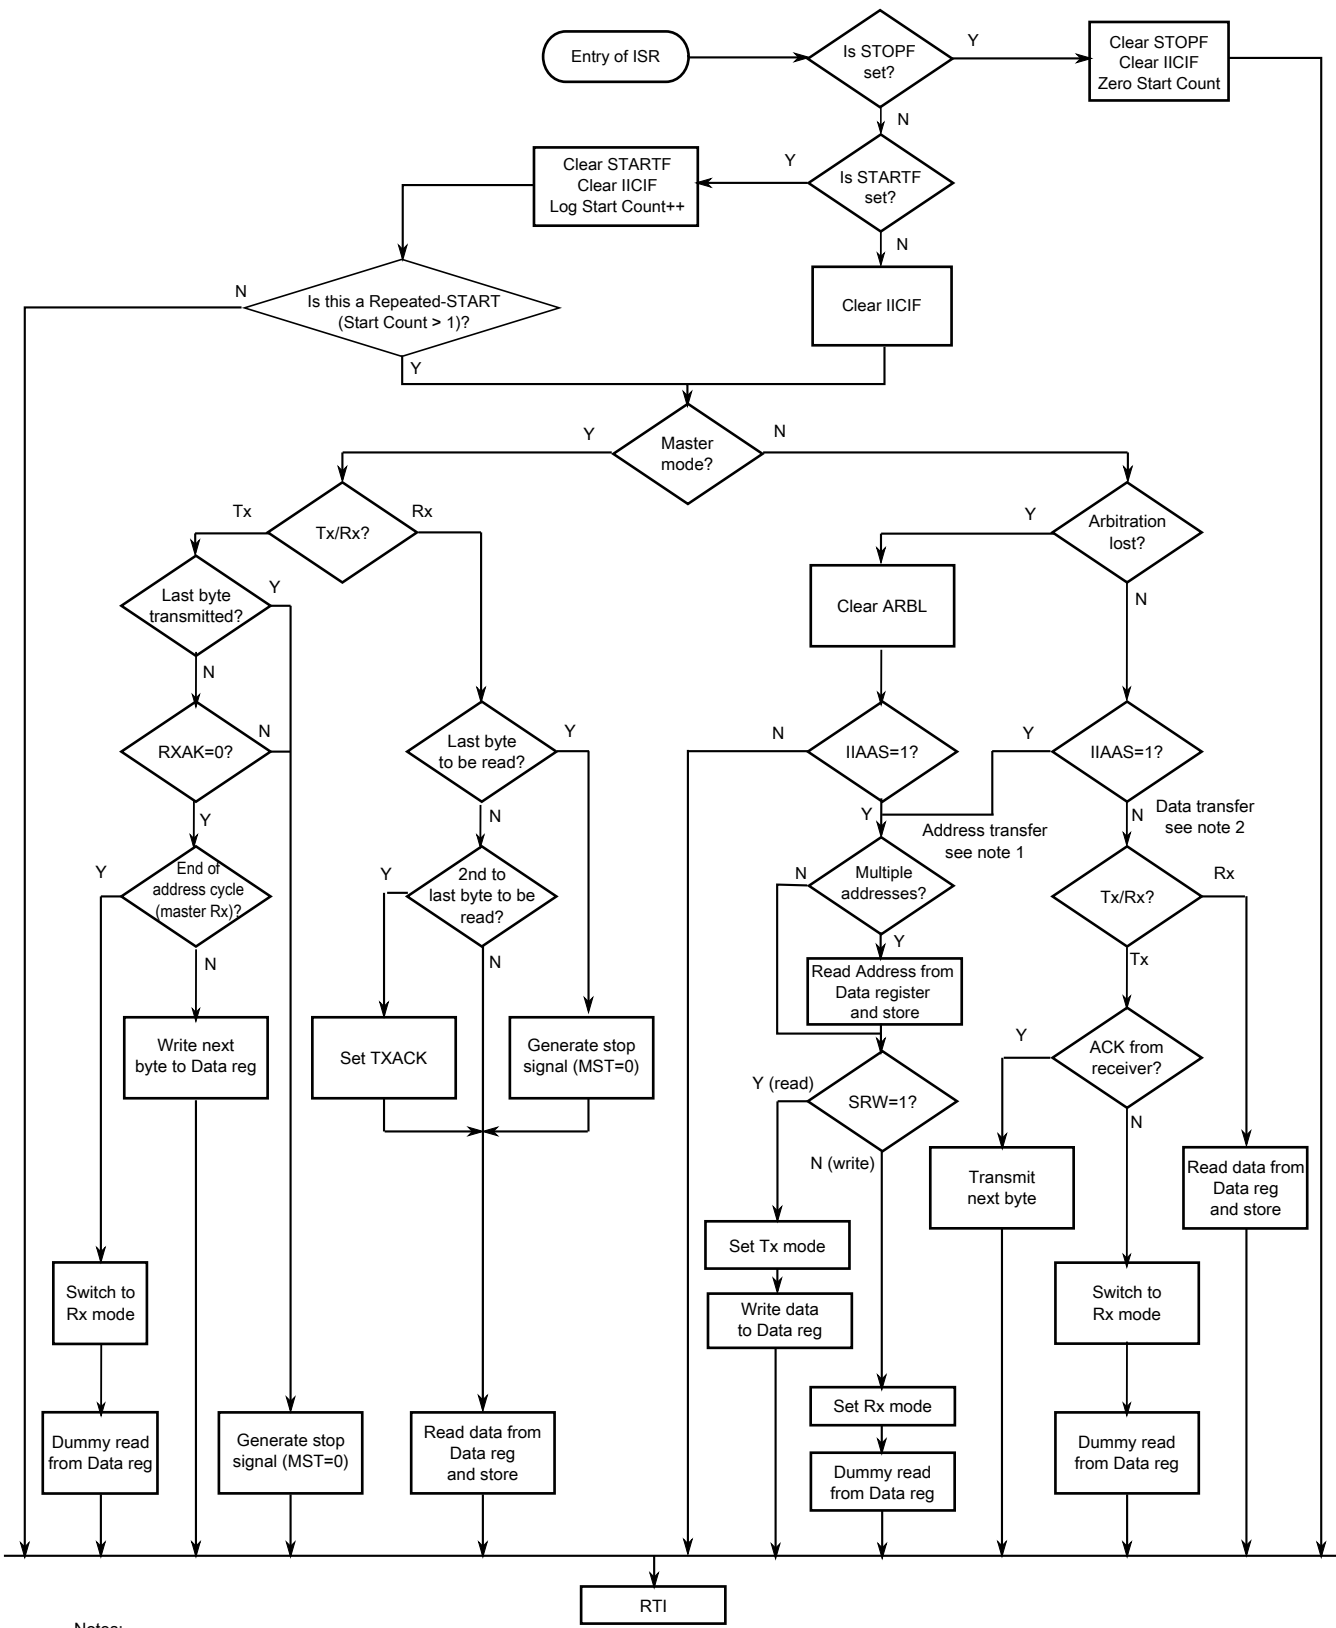 Entry of ISR
Is STOPF
set?
Y
Clear STOPF
Clear IICIF
Zero Start Count
N
Clear STARTF
Clear IICIF
Log Start Count++
Y
Is STARTF
set?
N
N
Is this a Repeated-START
(Start Count > 1)?
Y
Clear IICIF
Y
Master
mode?
N
Tx
Tx/Rx?
Rx
Y
Arbitration
lost?
N
Last byte
transmitted?
Y
N
Clear ARBL
RXAK=0?
N
Y
Last byte
to be read?
Y
N
N
IIAAS=1?
Y
Y
IIAAS=1?
N
Data transfer
see note 2
Address transfer
see note 1
Y
End of
address cycle
(master Rx)?
N
Y
2nd to
last byte to be
read?
N
N
Multiple
addresses?
Y
Tx/Rx?
Rx
Tx
Read Address from
Data register
and store
Write next
byte to Data reg
Set TXACK
Generate stop
signal (MST=0)
Y (read)
SRW=1?
N (write)
Y
ACK from
receiver?
N
Transmit
next byte
Read data from
Data reg
and store
Set Tx mode
Write data
to Data reg
Switch to
Rx mode
Switch to
Rx mode
Set Rx mode
Dummy read
from Data reg
Generate stop
signal (MST=0)
Read data from
Data reg
and store
Dummy read
from Data reg
Dummy read
from Data reg
RTI
Notes: